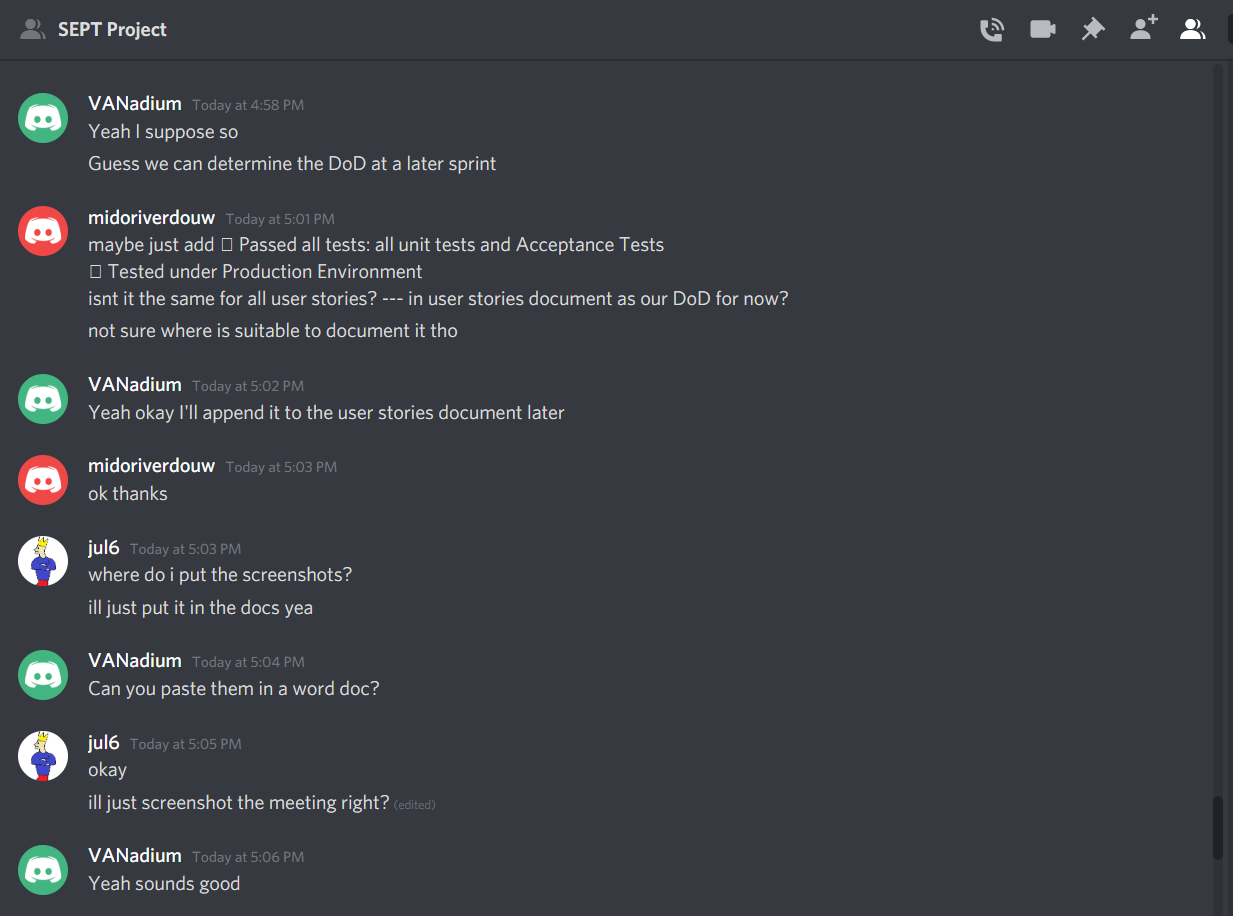 SEPT Project
VANadium Today at 4:58 PM
Yeah I suppose so
Guess we can determine the DoD at a later sprint
midoriverdouw Today at 5:01 PM
maybe just add  Passed all tests: all unit tests and Acceptance Tests
 Tested under Production Environment
isnt it the same for all user stories? --- in user stories document as our DoD for now?
not sure where is suitable to document it tho
VANadium Today at 5:02 PM
Yeah okay I'll append it to the user stories document later
midoriverdouw Today at 5:03 PM
ok thanks
jul6 Today at 5:03 PM
where do i put the screenshots?
ill just put it in the docs yea
VANadium Today at 5:04 PM
Can you paste them in a word doc?
jul6 Today at 5:05 PM
okay
ill just screenshot the meeting right? (edited)
VANadium Today at 5:06 PM
Yeah sounds good